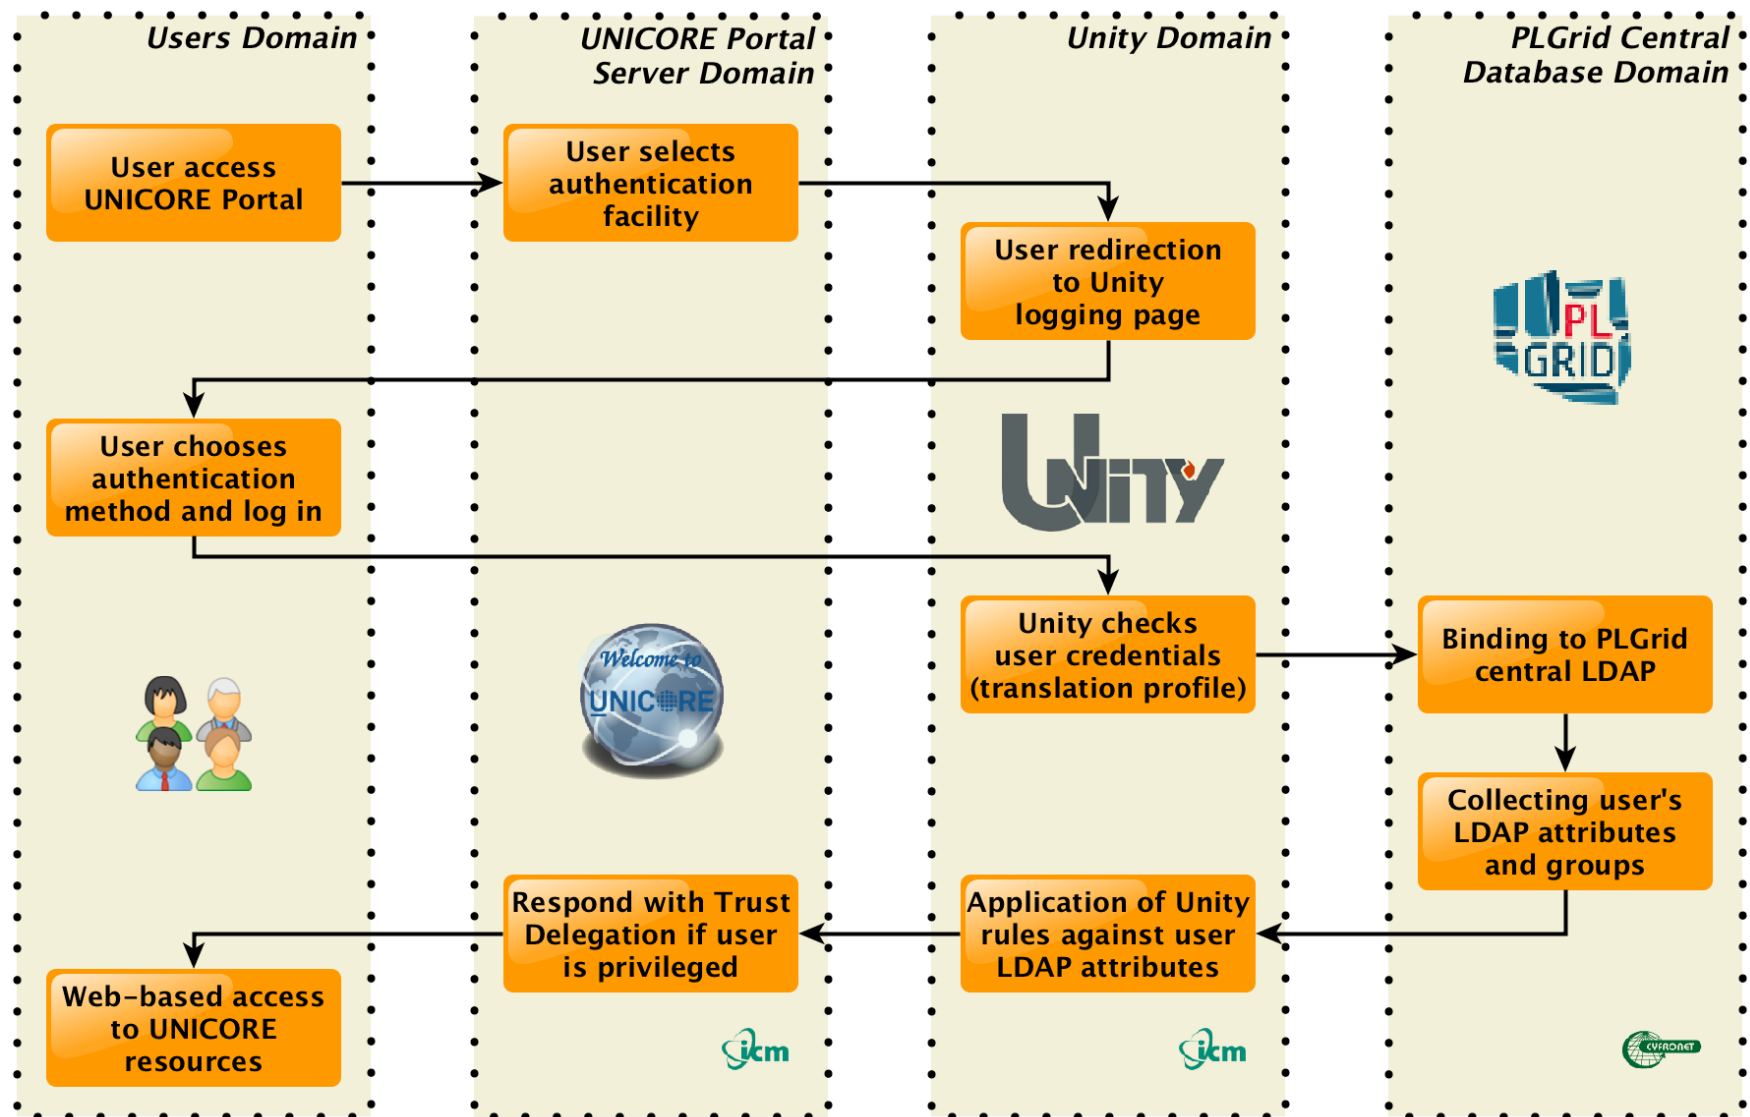 Users Domain
UNICORE Portal
Server Domain
Unity Domain
PLGrid Central
Database Domain
User access
UNICORE Portal
User selects
authentication
facility
User redirection
to Unity
logging page
PL
GRID
User chooses
authentication
method and log in
UNITY
Unity checks
user credentials
(translation profile)
Binding to PLGrid
central LDAP
Welcome to
UNICORE
Collecting user's
LDAP attributes
and groups
Respond with Trust
Delegation if user
is privileged
Application of Unity
rules against user
LDAP attributes
Web-based access
to UNICORE
resources
icm
icm
CYFRONET